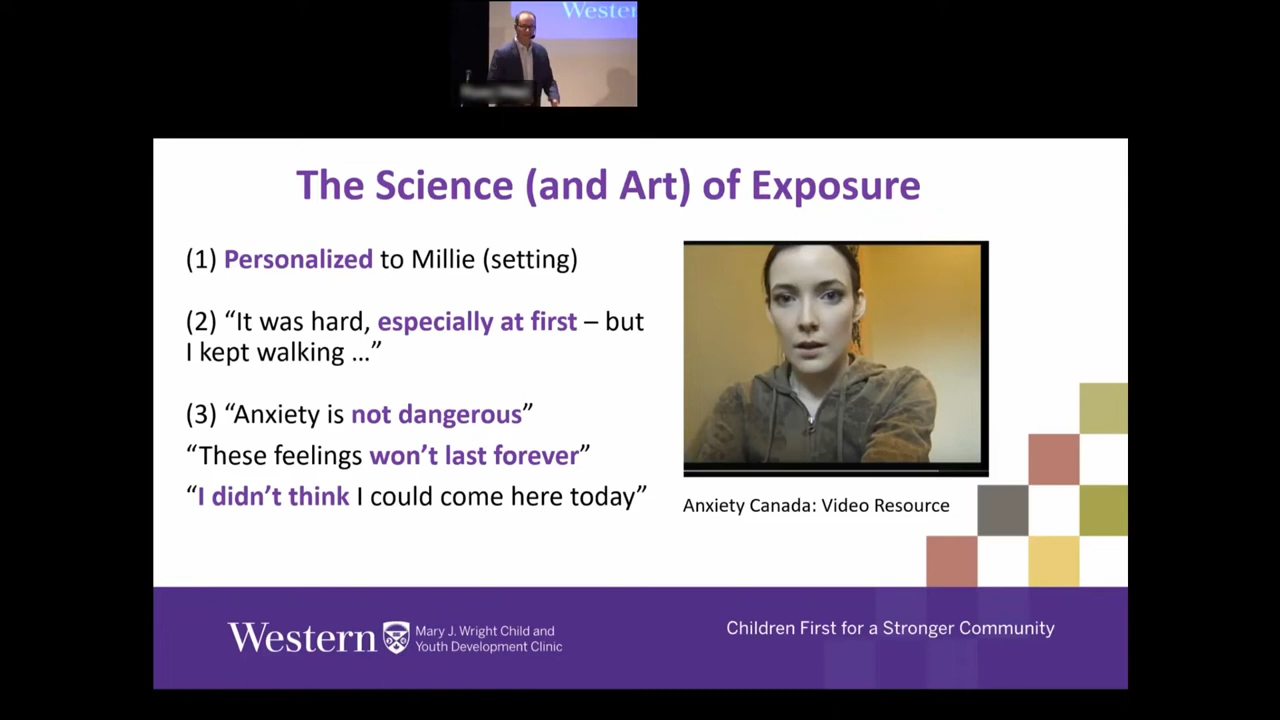 Wester
The Science (and Art) of Exposure
(1) Personalized to Millie (setting)
(2) “It was hard, especially at first – but
I kept walking …”
(3) “Anxiety is not dangerous”
“These feelings won’t last forever”
“I didn’t think I could come here today”
Anxiety Canada: Video Resource
Western
Mary J. Wright Child and
Youth Development Clinic
Children First for a Stronger Community